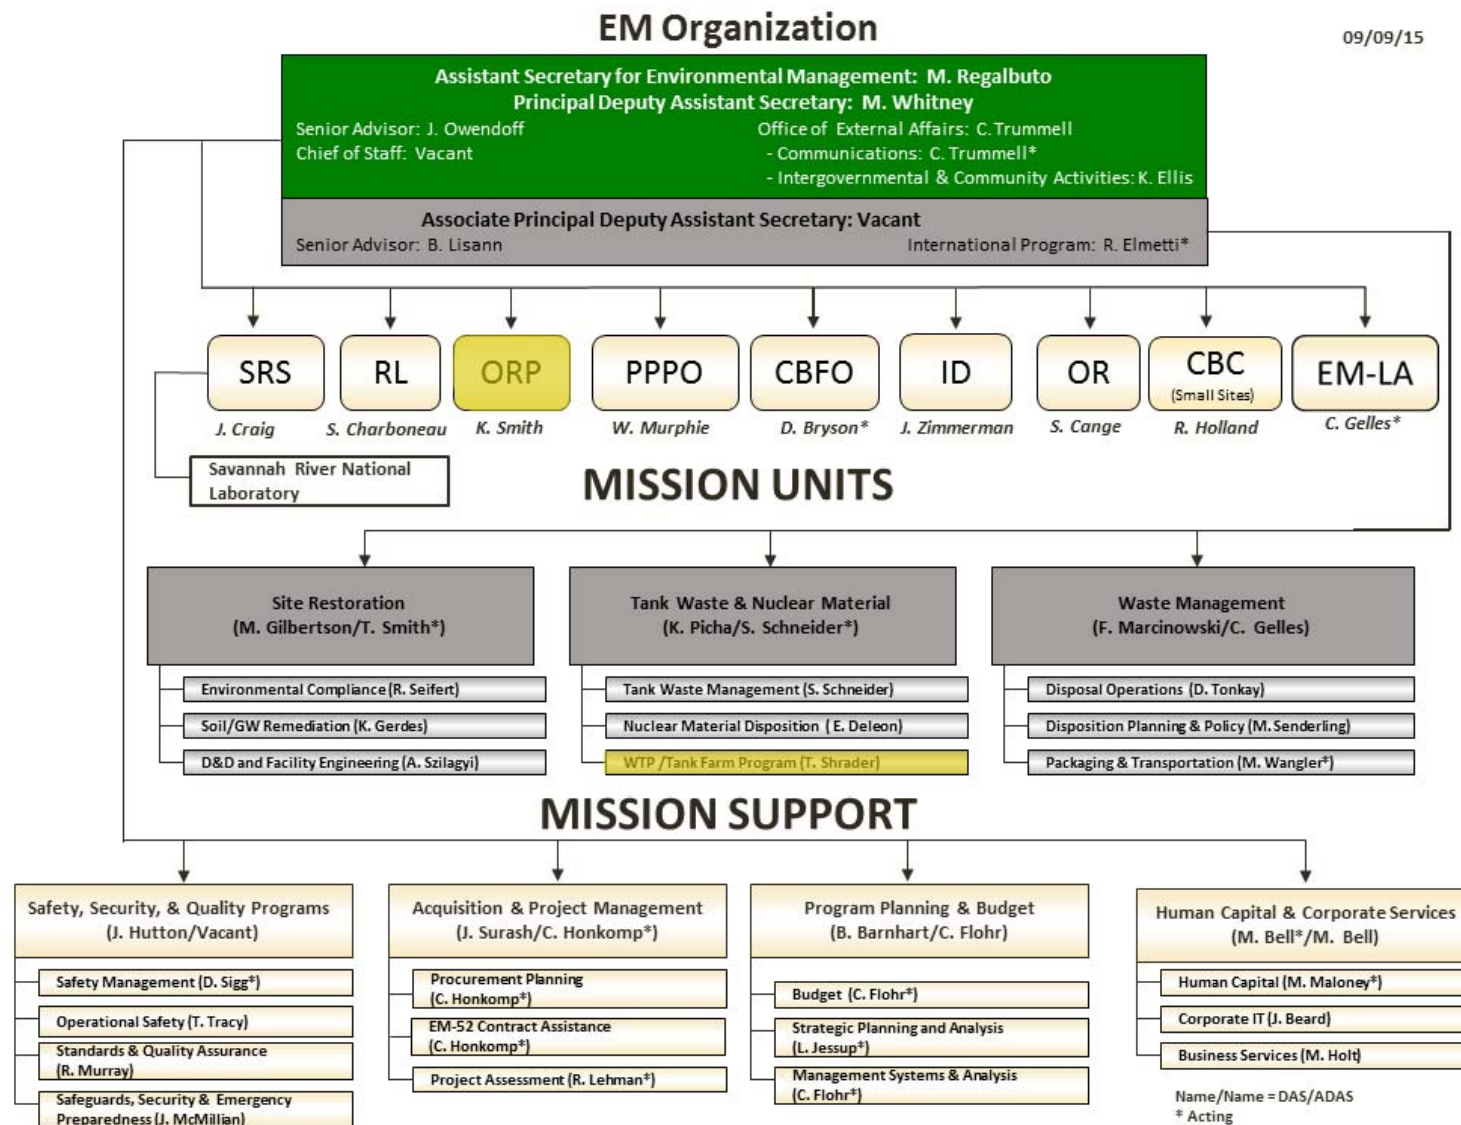 EM Organization
09/09/15
Assistant Secretary for Environmental Management: M. Regalbuto
Principal Deputy Assistant Secretary: M. Whitney
Senior Advisor: J. Owendoff
Office of External Affairs: C. Trummell
Chief of Staff: Vacant
- Communications: C. Trummell*
- Intergovernmental & Community Activities: K. Ellis
Associate Principal Deputy Assistant Secretary: Vacant
Senior Advisor: B. Lisann
International Program: R. Elmetti*
SRS
RL
ORP
PPPO
CBFO
ID
OR
CBC
(Small Sites)
EM-LA
J. Craig
S. Charboneau
K. Smith
W. Murphie
D. Bryson*
J. Zimmerman
S. Cange
R. Holland
C. Gelles*
Savannah River National
Laboratory
MISSION UNITS
Site Restoration
(M. Gilbertson/T. Smith*)
Environmental Compliance (R. Seifert)
Soil/GW Remediation (K. Gerdes)
D&D and Facility Engineering (A. Szilagyi)
Tank Waste & Nuclear Material
(K. Picha/S. Schneider*)
Tank Waste Management (S. Schneider)
Nuclear Material Disposition ( E. Deleon)
WTP /Tank Farm Program (T. Shrader)
Waste Management
(F. Marcinowski/C. Gelles)
Disposal Operations (D. Tonkay)
Disposition Planning & Policy (M. Senderling)
Packaging & Transportation (M. Wangler*)
MISSION SUPPORT
Safety, Security, & Quality Programs
(J. Hutton/Vacant)
Safety Management (D. Sigg*)
Operational Safety (T. Tracy)
Standards & Quality Assurance
(R. Murray)
Safeguards, Security & Emergency
Preparedness (J. McMillian)
Acquisition & Project Management
(J. Surash/C. Honkomp*)
Procurement Planning
(C. Honkomp*)
EM-52 Contract Assistance
(C. Honkomp*)
Project Assessment (R. Lehman*)
Program Planning & Budget
(B. Barnhart/C. Flohr)
Budget (C. Flohr*)
Strategic Planning and Analysis
(L. Jessup*)
Management Systems & Analysis
(C. Flohr*)
Human Capital & Corporate Services
(M. Bell*/M. Bell)
Human Capital (M. Maloney*)
Corporate IT (J. Beard)
Business Services (M. Holt)
Name/Name = DAS/ADAS
* Acting